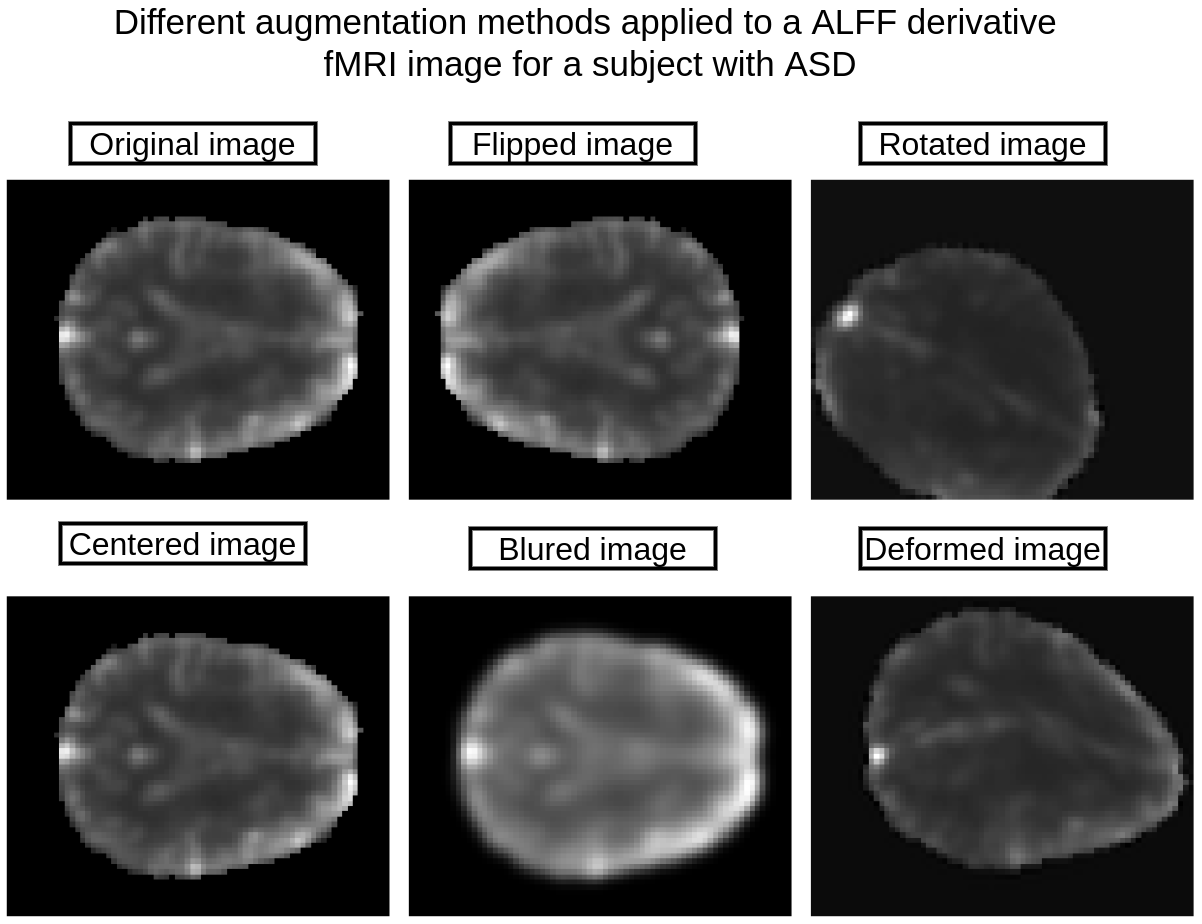 Different augmentation methods applied to a ALFF derivative
fMRI image for a subject with ASD
Original image
Flipped image
Rotated image
Centered image
Blured image
Deformed image